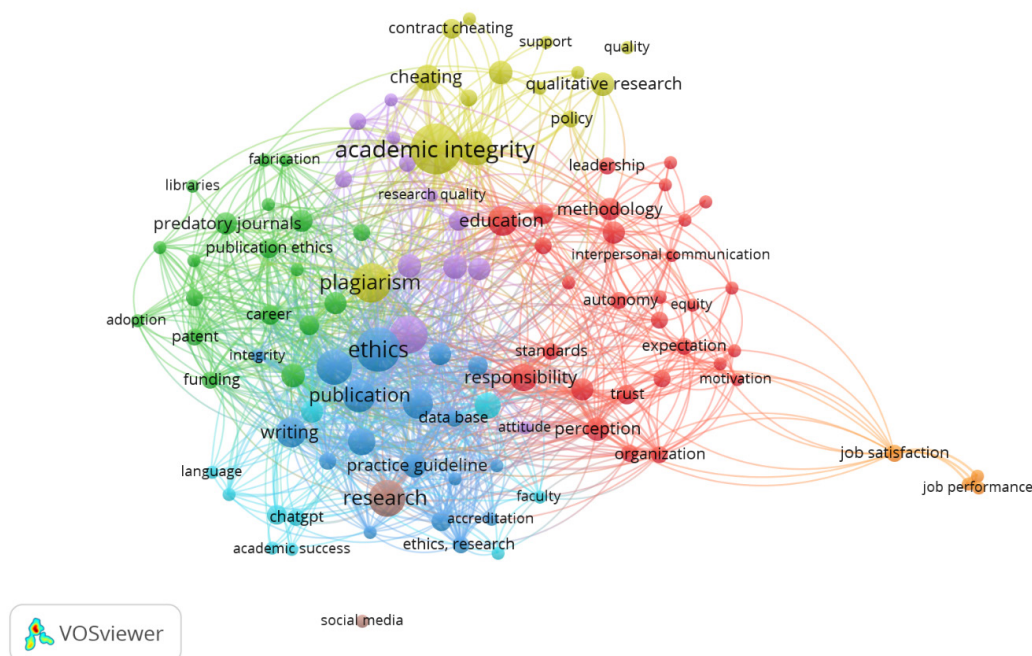 contract cheating
support
quality
cheating
qualitative research
policy
academic integrity
fabrication
leadership
libraries
research quality
predatory journals
education
methodology
publication ethics
interpersonal communication
plagiarism
autonomy
equity
adoption
career
patent
ethics
integrity
standards
expectation
funding
responsibility
motivation
publication
trust
data base
writing
attitude
perception
organization
job satisfaction
language
practice guideline
research
faculty
job performance
chatgpt
accreditation
academic success
ethics, research
social media
VOSviewer